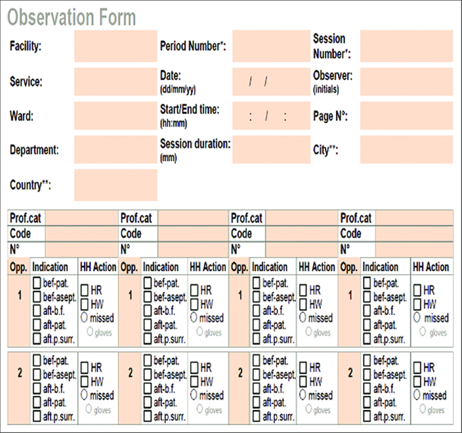 Observation Form
Facility: Period Number*: Session Number*:
Service: Date: (dd/mm/yy) / / Observer: (initials)
Ward: Start/End time: (hh:mm) : / : Page N°:
Department: Session duration: (mm) City**:
Country**:
Prof.cat Prof.cat Prof.cat Prof.cat
Code Code Code Code
N° N° N° N°
Opp. Indication HH Action Opp. Indication HH Action Opp. Indication HH Action Opp. Indication HH Action
bef-pat. bef-pat. bef-pat. bef-pat.
1 bef-asept. HR 1 bef-asept. HR 1 bef-asept. HR 1 bef-asept. HR
aft-b.f. HW aft-b.f. HW aft-b.f. HW aft-b.f. HW
aft-pat. missed aft-pat. missed aft-pat. missed aft-pat. missed
aft.p.surr. gloves aft.p.surr. gloves aft.p.surr. gloves aft.p.surr. gloves
bef-pat. bef-pat. bef-pat. bef-pat.
2 bef-asept. HR 2 bef-asept. HR 2 bef-asept. HR 2 bef-asept. HR
aft-b.f. HW aft-b.f. HW aft-b.f. HW aft-b.f. HW
aft-pat. missed aft-pat. missed aft-pat. missed aft-pat. missed
aft.p.surr. gloves aft.p.surr. gloves aft.p.surr. gloves aft.p.surr. gloves